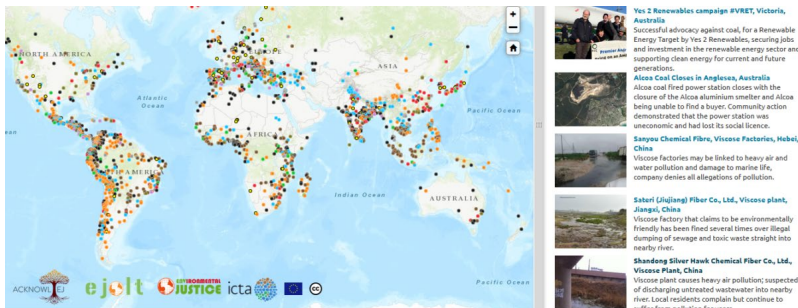 NORTH AMERICA
EUROPE
ASIA
Atlantic
Ocean
Pacific Ocean
AFRICA
SOUTH AMERICA
Indian Ocean
AUSTRALIA
Pacific Ocean
ACKNOWLEJ
ejolt
ENVIRONMENTAL
JUSTICE
icta
cc
+
−
Yes 2 Renewables campaign #VRET, Victoria,
Australia
Successful advocacy against coal, for a Renewable
Energy Target by Yes 2 Renewables, securing jobs
and investment in the renewable energy sector and
supporting clean energy for current and future
generations.
Alcoa Coal Closes in Anglesea, Australia
Alcoa coal fired power station closes with the
closure of the Alcoa aluminium smelter and Alcoa
being unable to find a buyer. Community action
demonstrated that the power station was
uneconomic and had lost its social licence.
Sanyou Chemical Fibre, Viscose Factories, Hebei,
China
Viscose factories may be linked to heavy air and
water pollution and damage to marine life,
company denies all allegations of pollution.
Sateri (Jiujiang) Fiber Co., Ltd., Viscose plant,
Jiangxi, China
Viscose factory that claims to be environmentally
friendly has been fined several times over illegal
dumping of sewage and toxic waste straight into
nearby river.
Shandong Silver Hawk Chemical Fiber Co., Ltd.,
Viscose Plant, China
Viscose plant causes heavy air pollution; suspected
of discharging untreated wastewater into nearby
river. Local residents complain but continue to